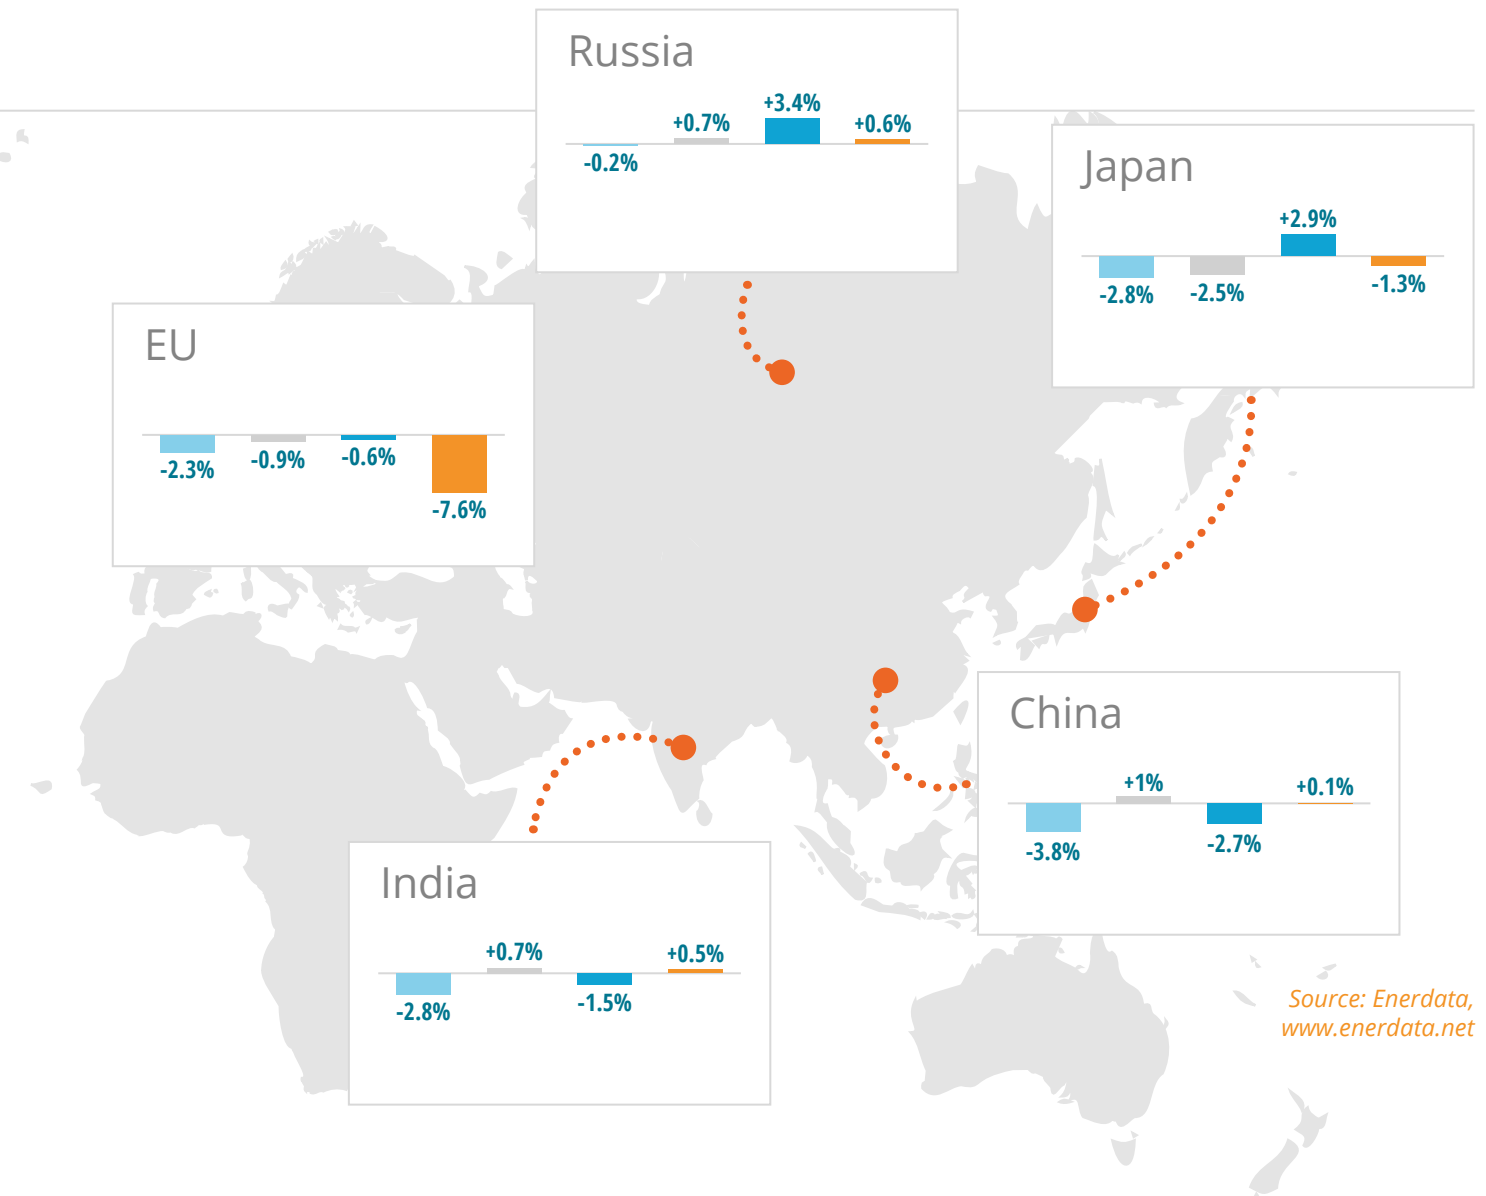 Russia
+3.4%
+0.7%
+0.6%
-0.2%
Japan
+2.9%
-2.8%
-2.5%
-1.3%
EU
-2.3%
-0.9%
-0.6%
-7.6%
China
+1%
+0.1%
-3.8%
-2.7%
India
+0.7%
+0.5%
-2.8%
-1.5%
Source: Enerdata,
www.enerdata.net